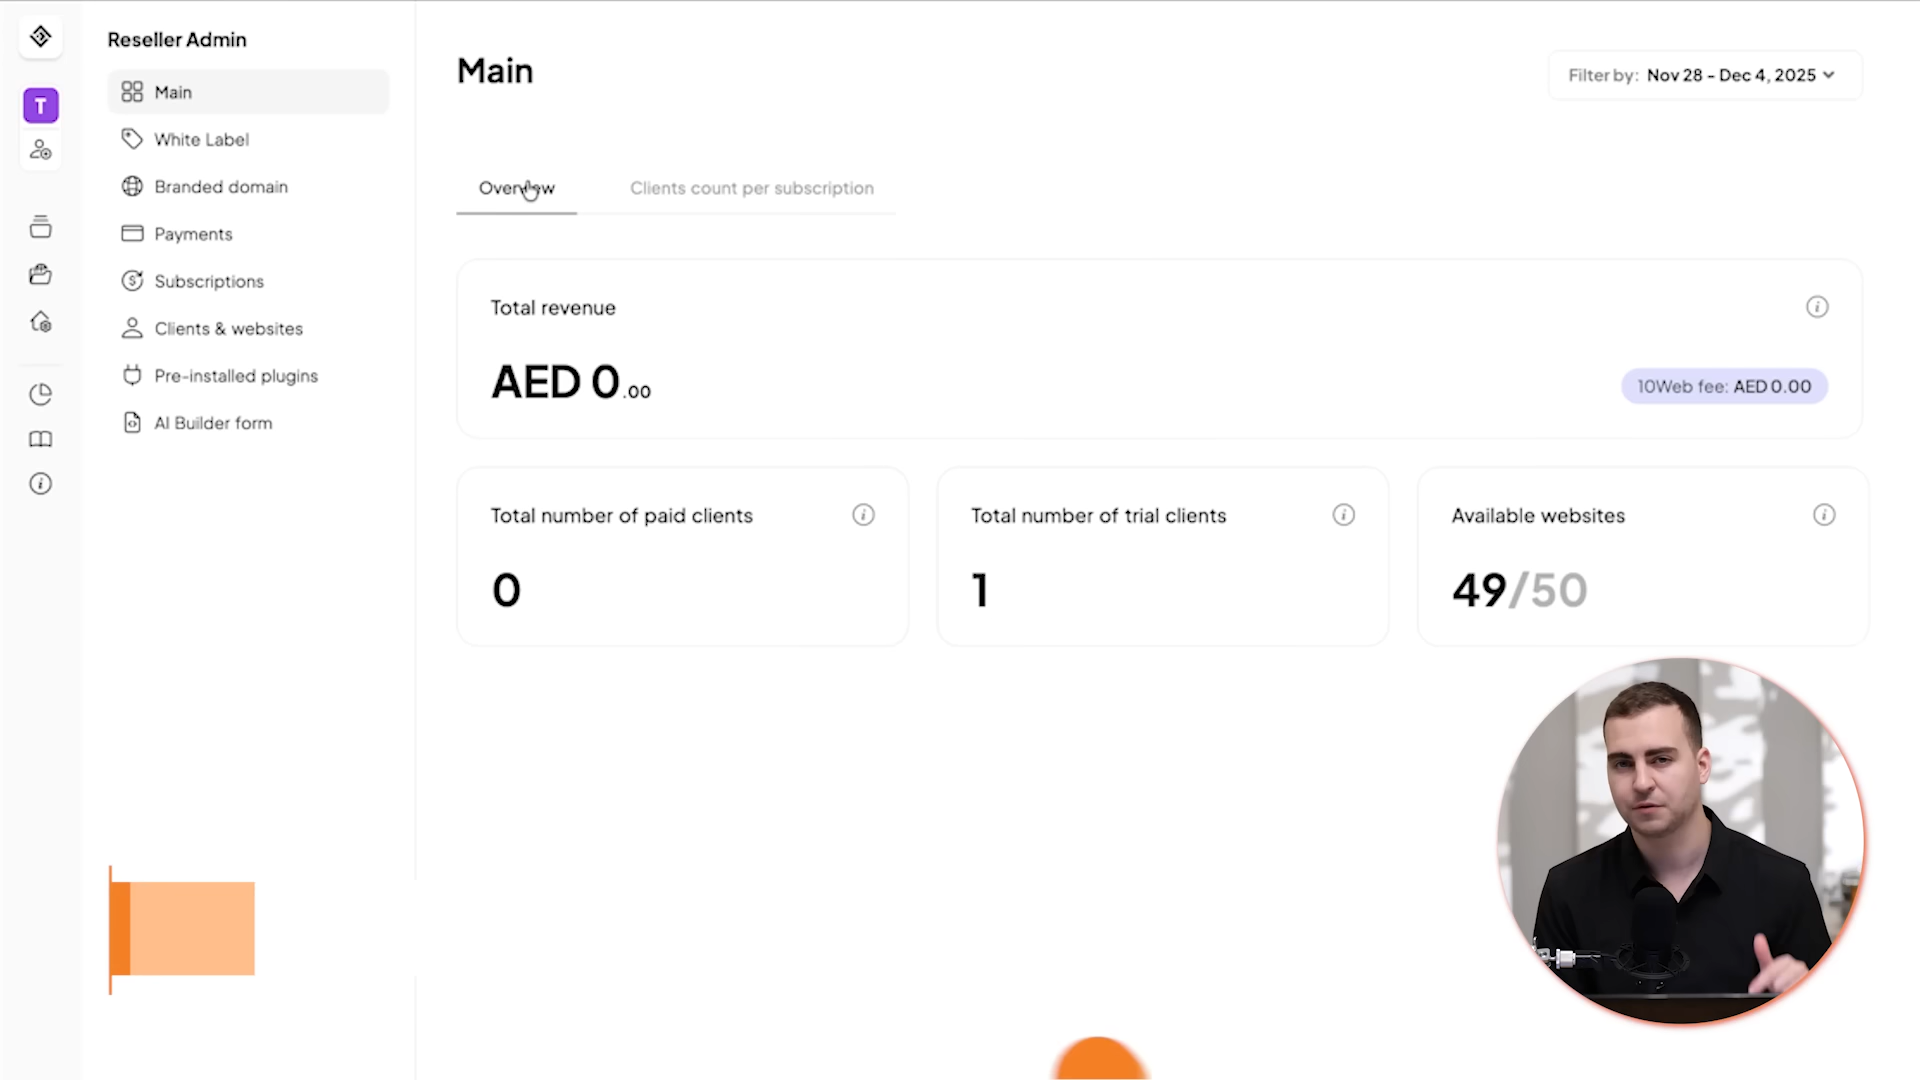 Reseller Admin
T
Main
White Label
Branded domain
Payments
Subscriptions
Clients & websites
Pre-installed plugins
AI Builder form
Main
Filter by: Nov 28 - Dec 4, 2025
Overview
Clients count per subscription
Total revenue
AED 0.00
10Web fee: AED 0.00
Total number of paid clients
0
Total number of trial clients
1
Available websites
49/50